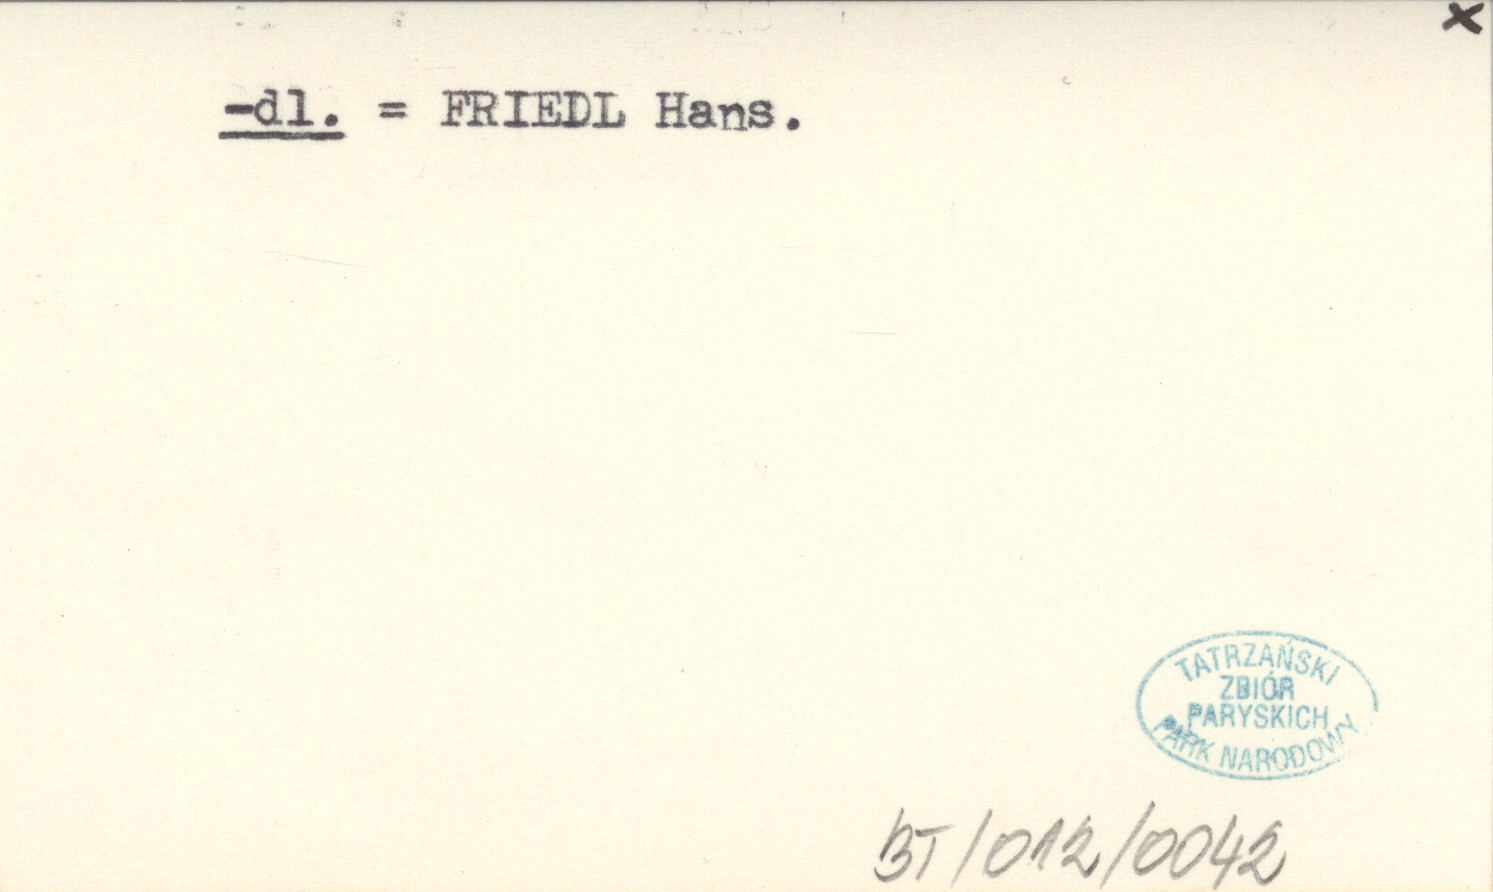 x
-dl. = FRIEDL Hans.
TATRZAŃSKI
ZBIÓR
PARYSKICH
PARK NARODOWY
BT/012/0042